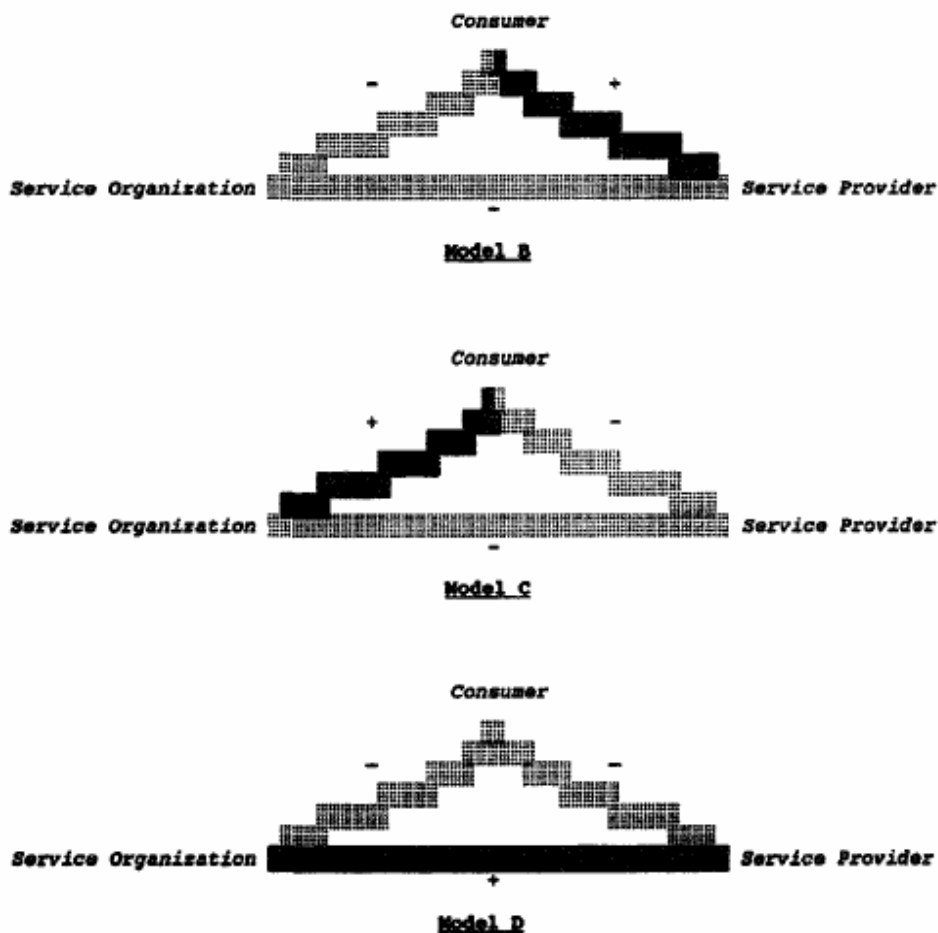 Consumer
- +
Service Organization Service Provider
-
Model B
Consumer
+ -
Service Organization Service Provider
-
Model C
Consumer
- -
Service Organization Service Provider
+
Model D